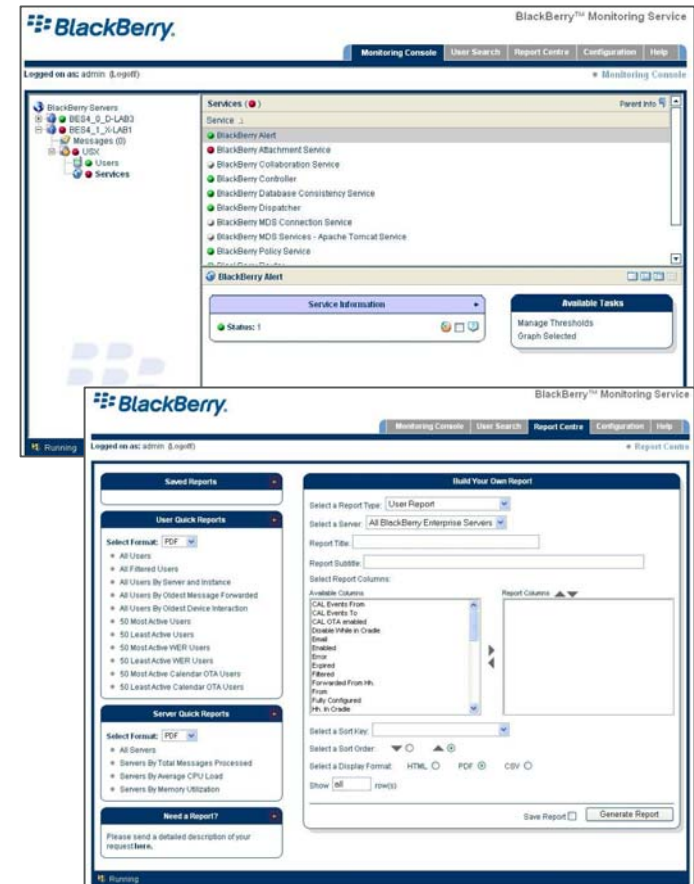 BlackBerry.
BlackBerry™ Monitoring Service
Monitoring Console User Search Report Centre Configuration Help
Logged on as: admin (Logoff)
Monitoring Console
BlackBerry Servers
BES4_0_D-LAB3
BES4_1_X-LAB1
Messages (0)
USX
Users
Services
Services ( )
Parent Info
Service
BlackBerry Alert
BlackBerry Attachment Service
BlackBerry Collaboration Service
BlackBerry Controller
BlackBerry Database Consistency Service
BlackBerry Dispatcher
BlackBerry MDS Connection Service
BlackBerry MDS Services - Apache Tomcat Service
BlackBerry Policy Service
BlackBerry Alert
Service Information
Status: 1
Available Tasks
Manage Thresholds
Graph Selected
Running
BlackBerry.
BlackBerry™ Monitoring Service
Monitoring Console User Search Report Centre Configuration Help
Logged on as: admin (Logoff)
Report Centre
Saved Reports
User Quick Reports
Select Format: PDF
All Users
All Filtered Users
All Users By Server and Instance
All Users By Oldest Message Forwarded
All Users By Oldest Device Interaction
50 Most Active Users
50 Least Active Users
50 Most Active WER Users
50 Least Active WER Users
50 Most Active Calendar OTA Users
50 Least Active Calendar OTA Users
Server Quick Reports
Select Format: PDF
All Servers
Servers By Total Messages Processed
Servers By Average CPU Load
Servers By Memory Utilization
Need a Report?
Please send a detailed description of your
request here.
Build Your Own Report
Select a Report Type: User Report
Select a Server: All BlackBerry Enterprise Servers
Report Title:
Report Subtitle:
Select Report Columns:
Available Columns
Report Columns
CAL Events From
CAL Events To
CAL OTA enabled
Disable While in Cradle
Email
Enabled
Error
Expired
Filtered
Forwarded From Hh.
From
Fully Configured
Hh. in Cradle
Select a Sort Key:
Select a Sort Order:
Select a Display Format: HTML PDF CSV
Show all row(s)
Save Report Generate Report
Running